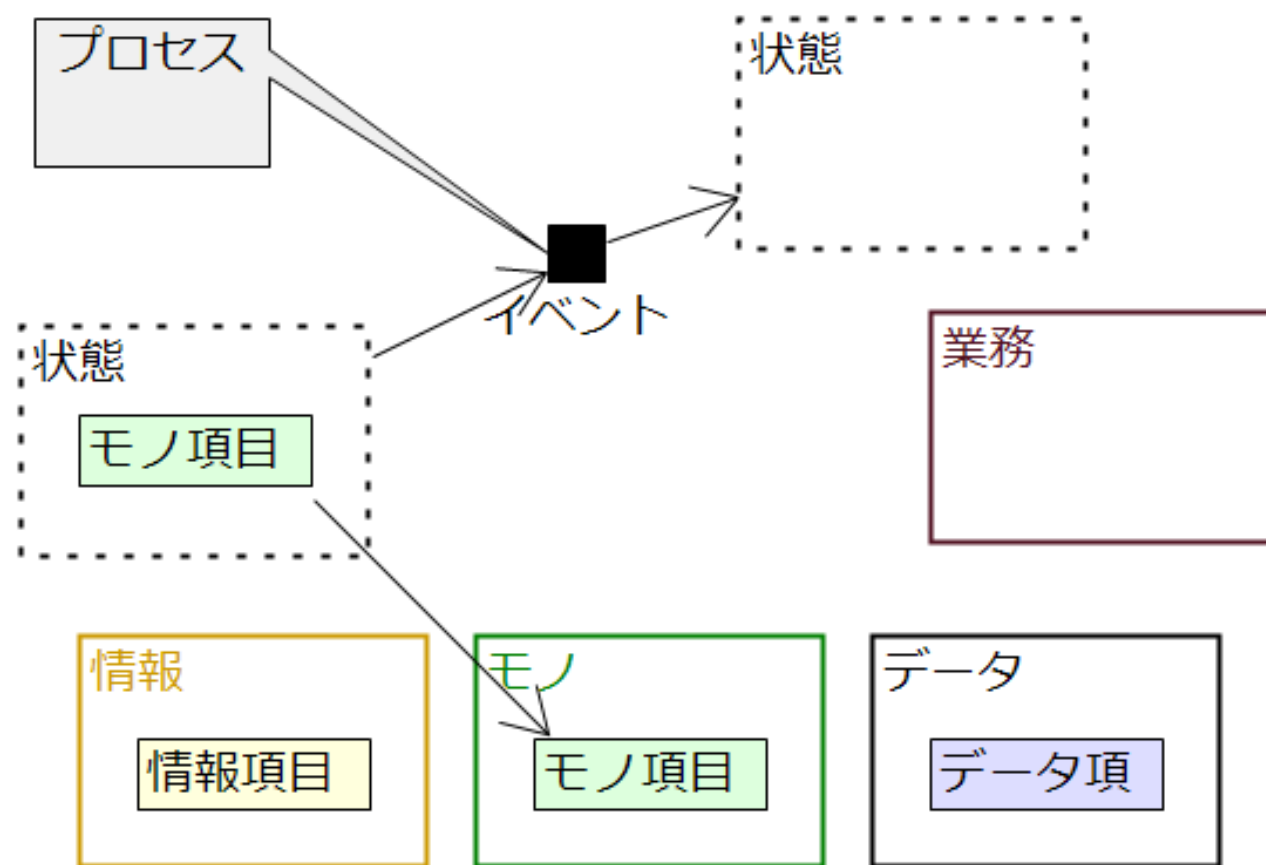 プロセス
状態
イベント
状態
業務
モノ項目
情報
モノ
データ
情報項目
モノ項目
データ項